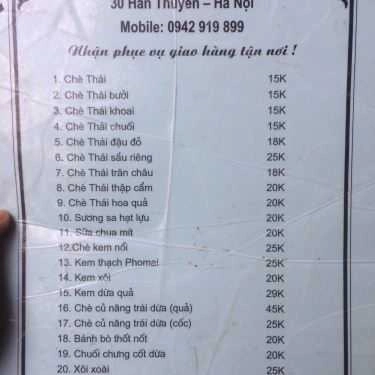 30 Hàn Thuyên – Hà Nội
Mobile: 0942 919 899
Nhận phục vụ giao hàng tận nơi !
1. Chè Thái 15K
2. Chè Thái bưởi 15K
3. Chè Thái khoai 15K
4. Chè Thái chuối 15K
5. Chè Thái đậu đỏ 18K
6. Chè Thái sầu riêng 25K
7. Chè Thái trân châu 18K
8. Chè Thái thập cẩm 20K
9. Chè Thái hoa quả 20K
10. Sương sa hạt lựu 20K
11. Sữa chua mít 20K
12.Chè kem nổi 25K
13. Kem thạch Phomai 25K
14. Kem xôi 20K
15. Kem dừa quả 29K
16. Chè củ năng trái dừa (quả) 45K
17. Chè củ năng trái dừa (cốc) 25K
18. Bánh bò thốt nốt 20K
19. Chuối chưng cốt dừa 20K
20. Xôi xoài 25K